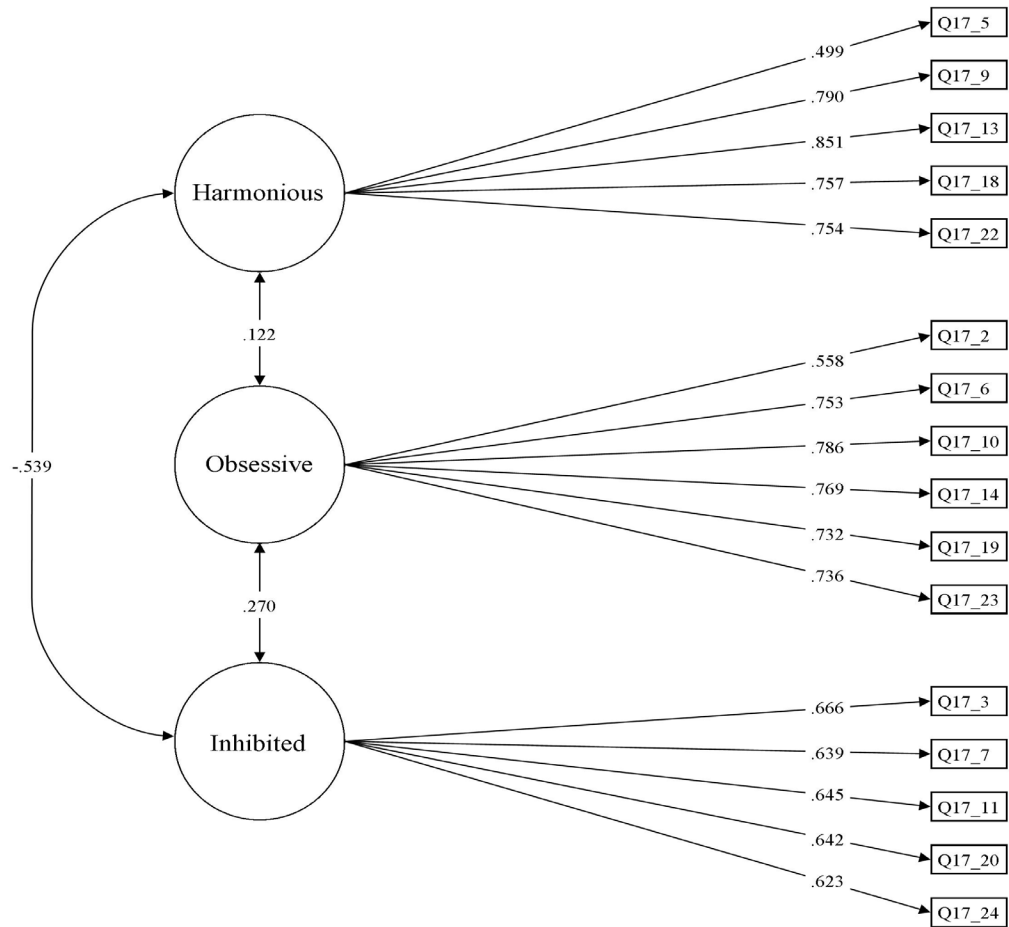 Q17_5
.499
Q17_9
.790
Q17_13
.851
Harmonious
.757
Q17_18
.754
Q17_22
.122
Q17_2
.558
Q17_6
.753
Q17_10
.786
-.539
Obsessive
.769
Q17_14
.732
Q17_19
.736
Q17_23
.270
Q17_3
.666
Inhibited
.639
Q17_7
.645
Q17_11
.642
Q17_20
.623
Q17_24